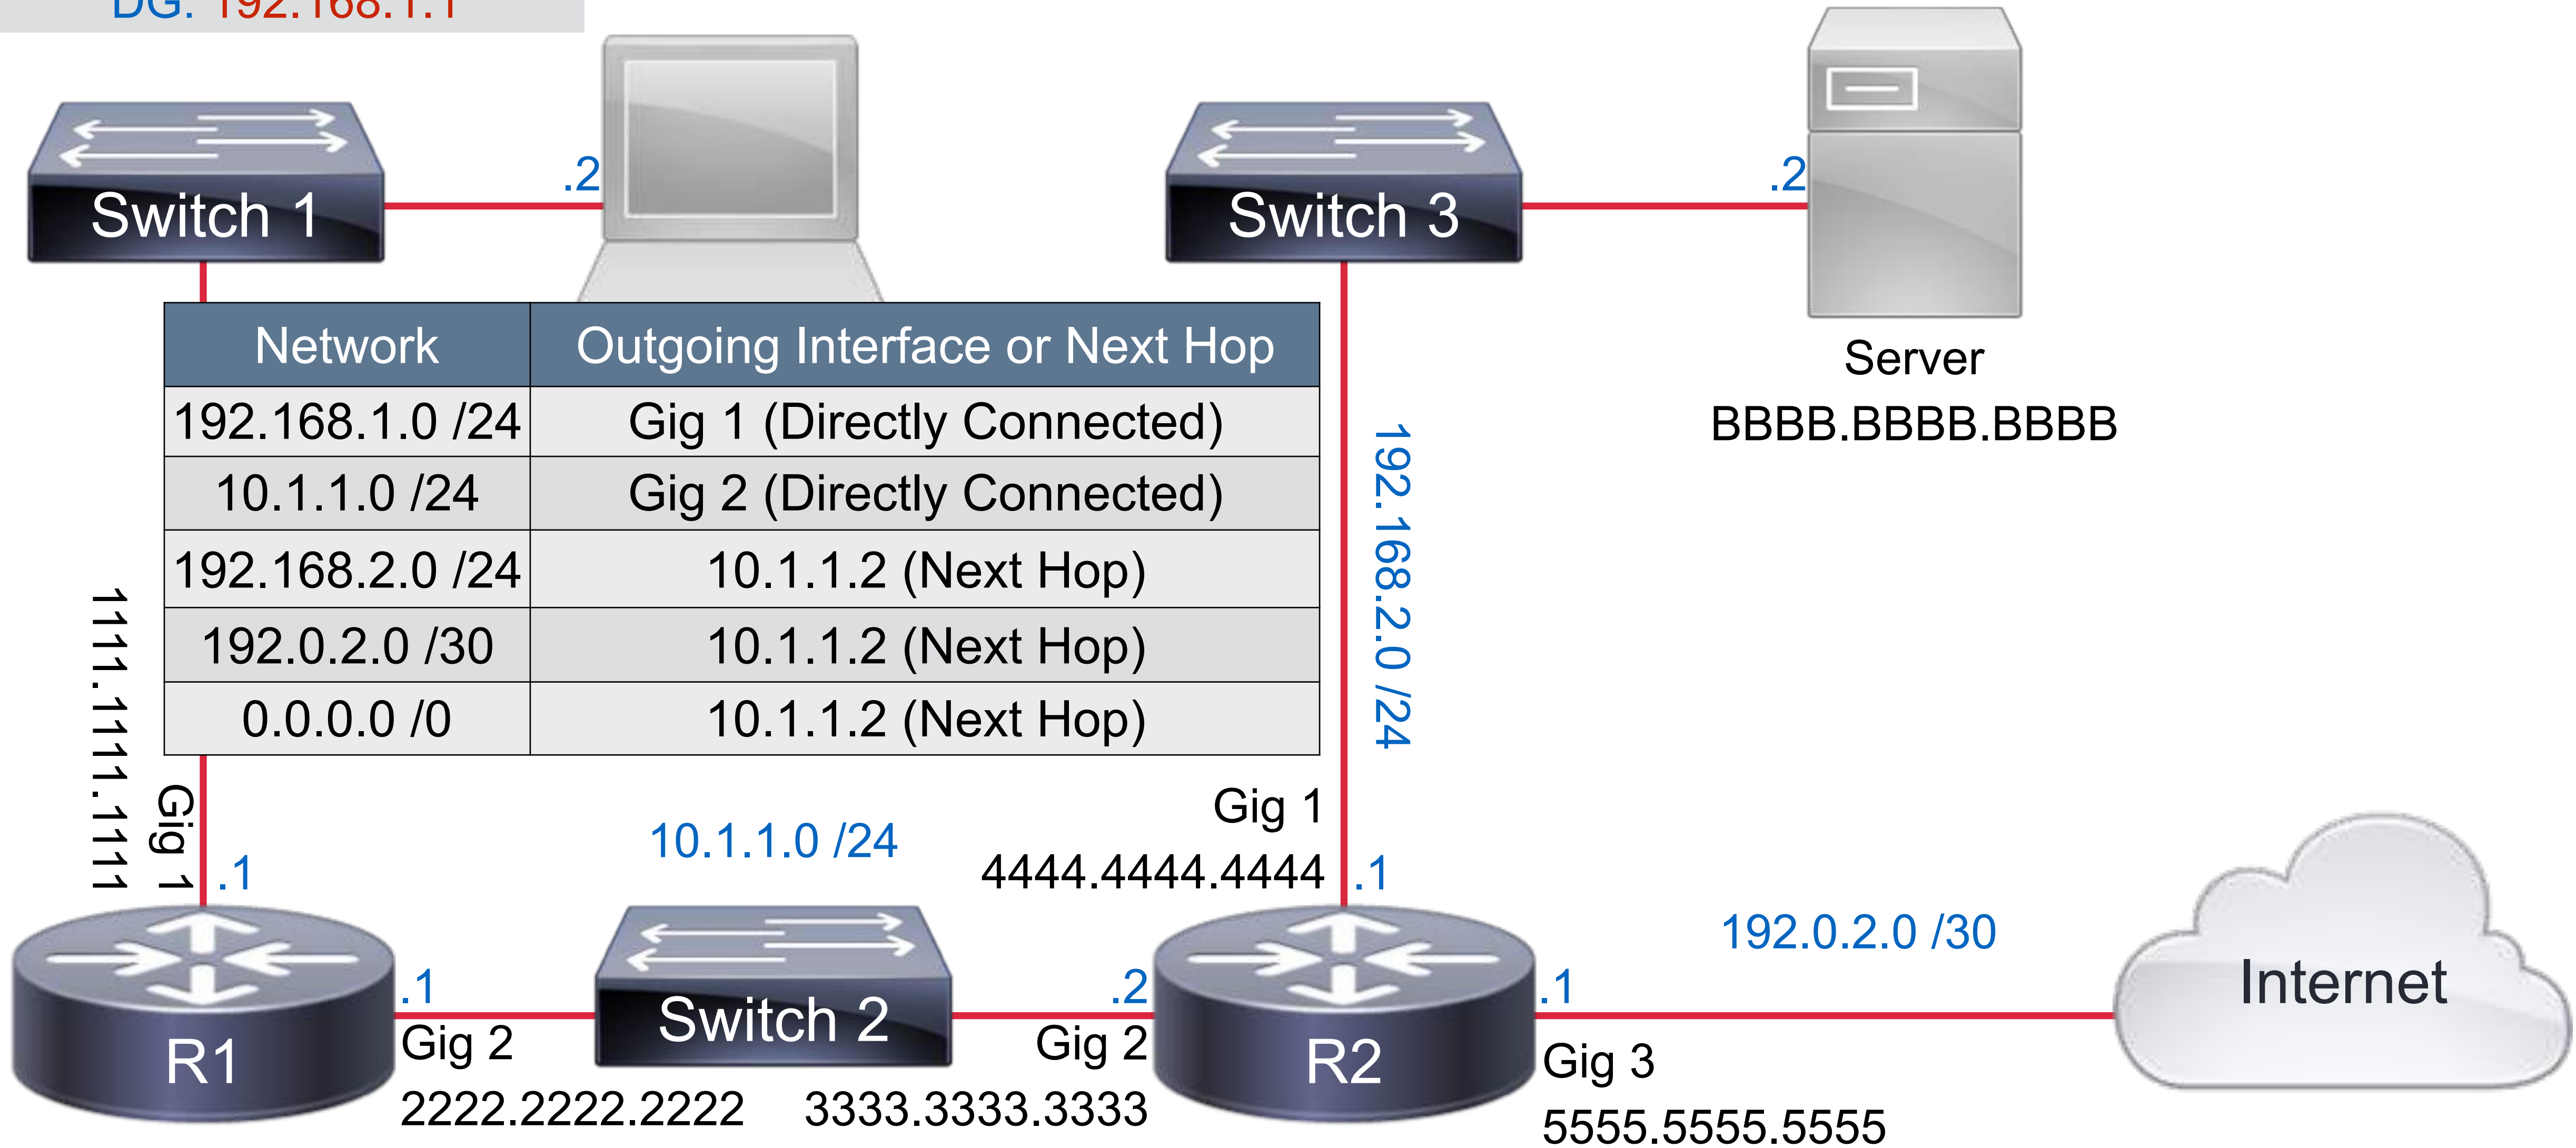 DG: 192.168.1.1
.2
.2
Switch 1
Switch 3
Network
Outgoing Interface or Next Hop
192.168.1.0 /24
Gig 1 (Directly Connected)
10.1.1.0 /24
Gig 2 (Directly Connected)
192.168.2.0 /24
10.1.1.2 (Next Hop)
192.0.2.0 /30
10.1.1.2 (Next Hop)
0.0.0.0 /0
10.1.1.2 (Next Hop)
Server
BBBB.BBBB.BBBB
192.168.2.0 /24
1111.1111.1111
Gig 1
.1
10.1.1.0 /24
Gig 1
4444.4444.4444
.1
192.0.2.0 /30
R1
.1
Gig 2
2222.2222.2222
Switch 2
.2
Gig 2
3333.3333.3333
R2
.1
Gig 3
5555.5555.5555
Internet